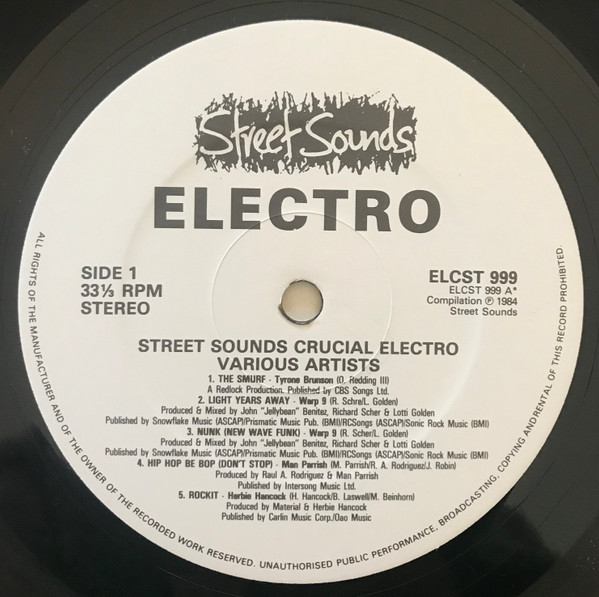 Street Sounds
ELECTRO
SIDE 1
33⅓ RPM
STEREO
ELCST 999
ELCST 999 A*
Compilation ℗ 1984
Street Sounds
STREET SOUNDS CRUCIAL ELECTRO
VARIOUS ARTISTS
1. THE SMURF - Tyrone Brunson (O. Redding III)
A Redlock Production. Published by CBS Songs Ltd.
2. LIGHT YEARS AWAY - Warp 9 (R. Schre/L. Golden)
Produced & Mixed by John "Jellybean" Benitez, Richard Scher & Lotti Golden
Published by Snowflake Music (ASCAP)/Prismatic Music Pub. (BMI)/RCSongs (ASCAP)/Sonic Rock Music (BMI)
3. NUNK (NEW WAVE FUNK) - Warp 9 (R. Scher/L. Golden)
Produced & Mixed by John "Jellybean" Benitez, Richard Scher & Lotti Golden
Published by Snowflake Music (ASCAP)/Prismatic Music Pub. (BMI)/RCSongs (ASCAP)/Sonic Rock Music (BMI)
4. HIP HOP BE BOP (DON'T STOP) - Man Parrish (M. Parrish/R. A. Rodriguez/J. Robin)
Produced by Raul A. Rodriguez & Man Parrish
Published by Intersong Music Ltd.
5. ROCKIT - Herbie Hancock (H. Hancock/B. Laswell/M. Beinhorn)
Produced by Material & Herbie Hancock
Published by Carlin Music Corp./Oao Music
ALL RIGHTS OF THE MANUFACTURER AND OF THE OWNER OF THE RECORDED WORK RESERVED. UNAUTHORISED PUBLIC PERFORMANCE, BROADCASTING, COPYING ANDRENTAL OF THIS RECORD PROHIBITED.